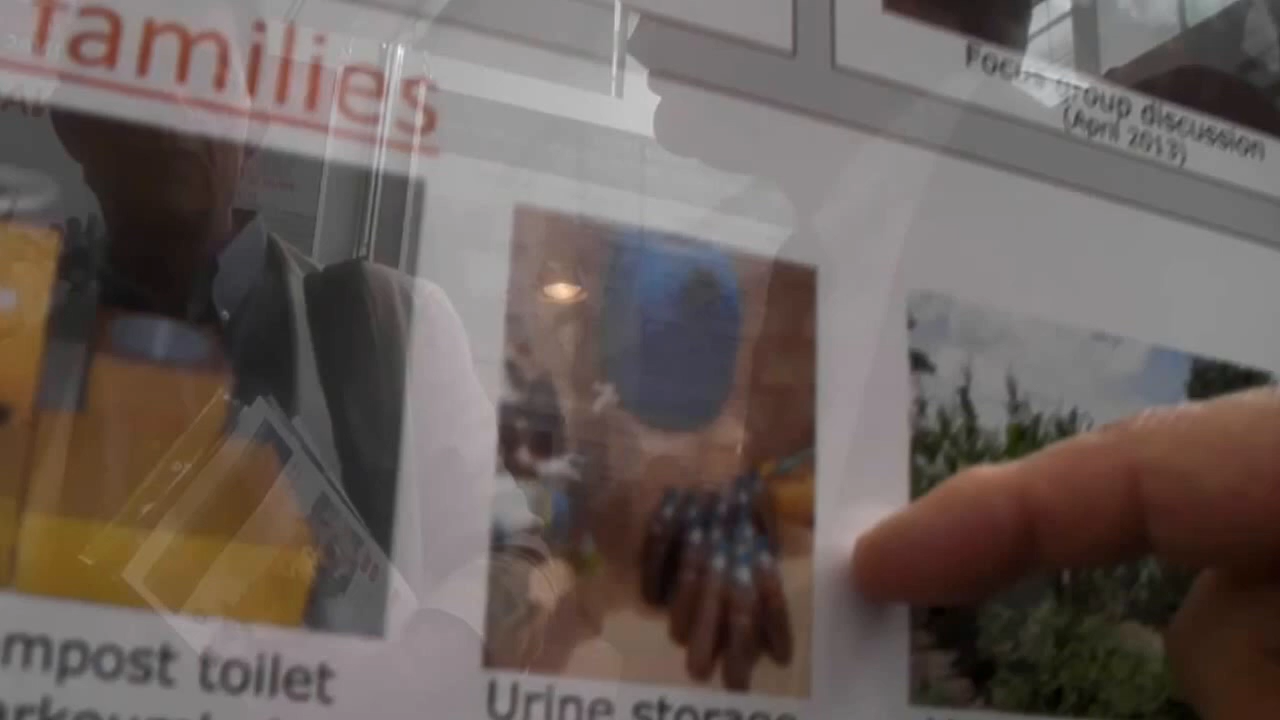 families
Focus group discussion
(April 2013)
mpost toilet
Urine storage